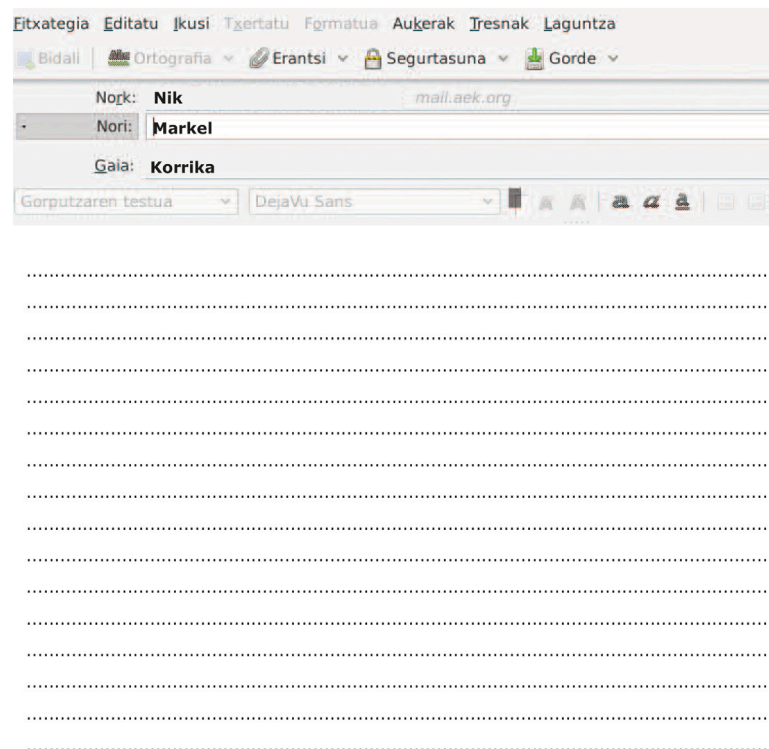 Fitxategia Editatu Ikusi Txertatu Formatua Aukerak Tresnak Laguntza
Bidali Ortografia Erantsi Segurtasuna Gorde
Nork: Nik mail.aek.org
Nori: Markel
Gaia: Korrika
Gorputzaren testua DejaVu Sans A A a a a